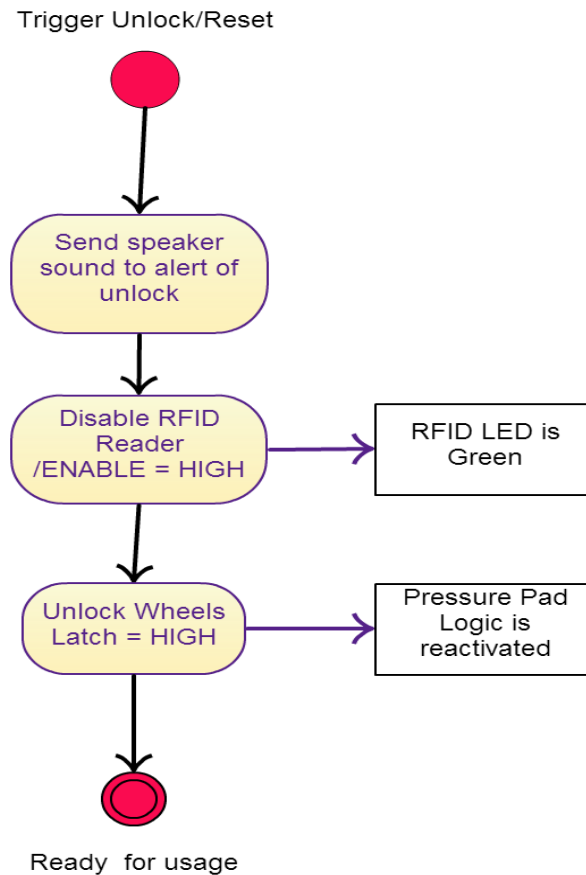 Trigger Unlock/Reset
Send speaker
sound to alert of
unlock
Disable RFID
Reader
/ENABLE = HIGH
RFID LED is
Green
Unlock Wheels
Latch = HIGH
Pressure Pad
Logic is
reactivated
Ready for usage